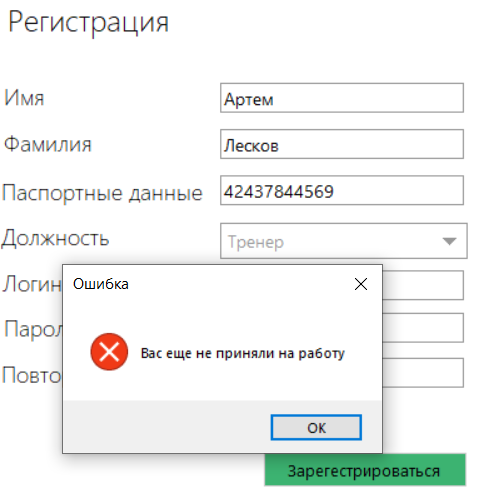 Регистрация
Имя
Артем
Фамилия
Лесков
Паспортные данные
42437844569
Должность
Тренер
Логин
Ошибка
Парол
Вас еще не приняли на работу
Повто
ОК
Зарегестрироваться